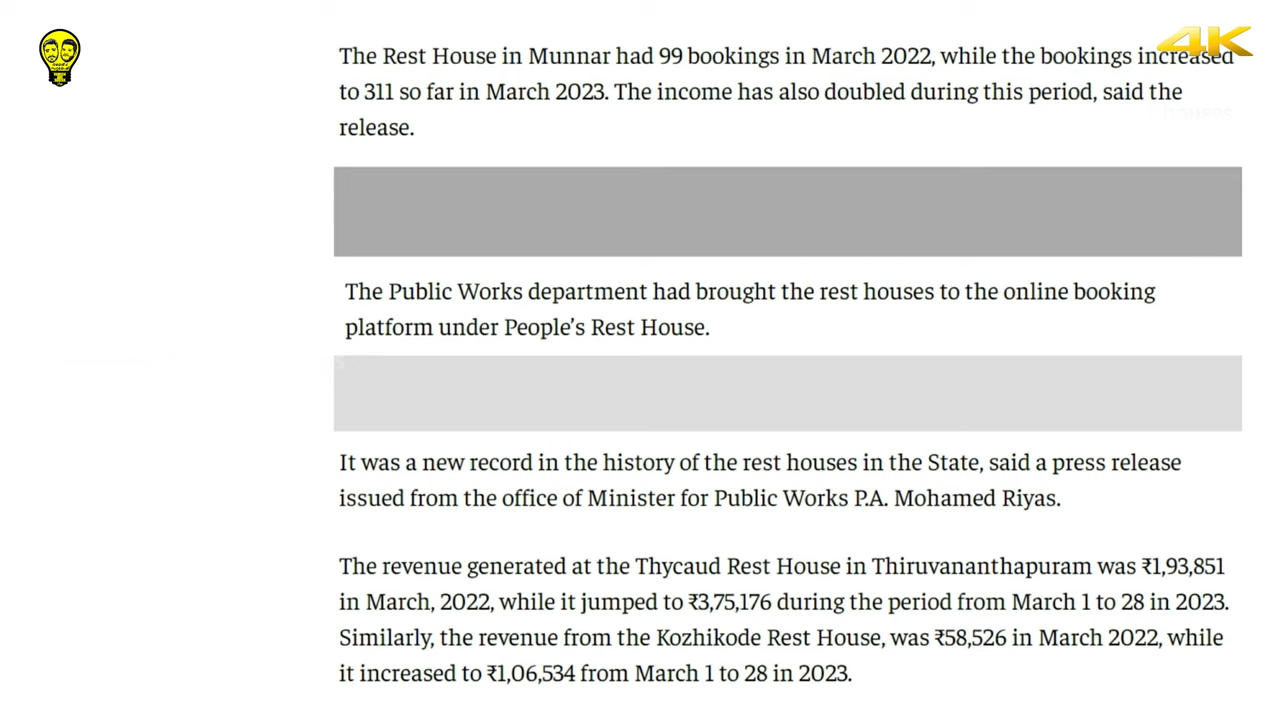 4K
The Rest House in Munnar had 99 bookings in March 2022, while the bookings increased
to 311 so far in March 2023. The income has also doubled during this period, said the
release.
The Public Works department had brought the rest houses to the online booking
platform under People’s Rest House.
It was a new record in the history of the rest houses in the State, said a press release
issued from the office of Minister for Public Works P.A. Mohamed Riyas.
The revenue generated at the Thycaud Rest House in Thiruvananthapuram was ₹1,93,851
in March, 2022, while it jumped to ₹3,75,176 during the period from March 1 to 28 in 2023.
Similarly, the revenue from the Kozhikode Rest House, was ₹58,526 in March 2022, while
it increased to ₹1,06,534 from March 1 to 28 in 2023.